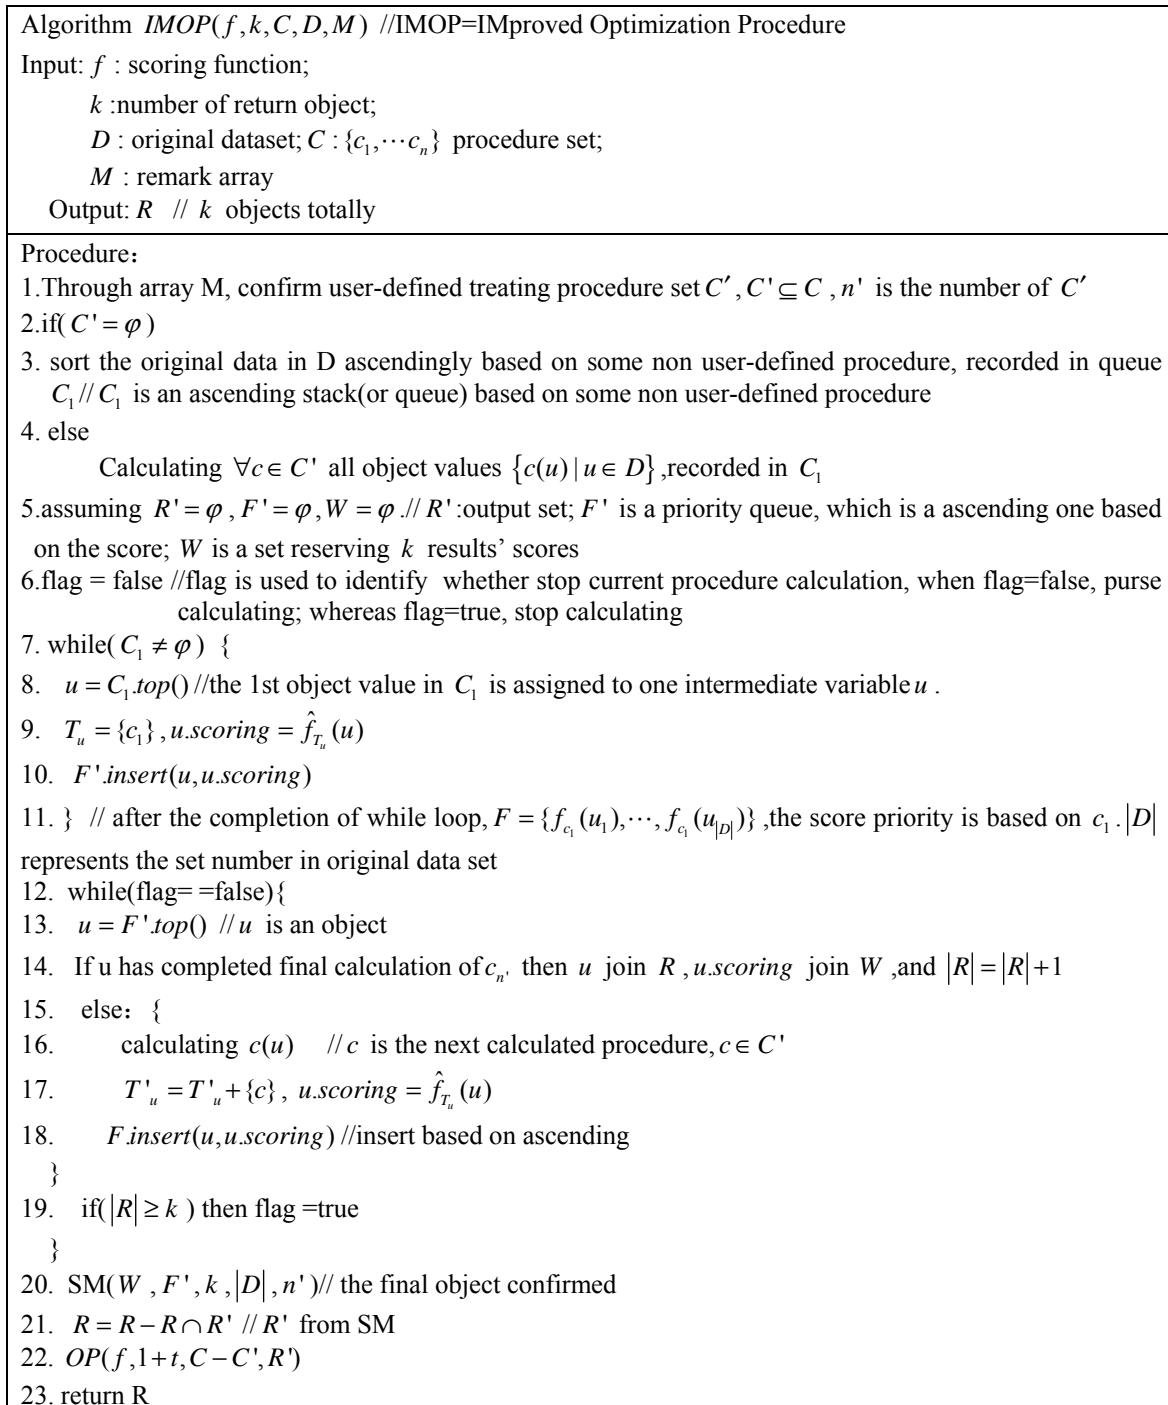 Algorithm IMOP(f,k,C,D,M) //IMOP=IMproved Optimization Procedure
Input: f : scoring function;
k :number of return object;
D : original dataset; C : {c₁,⋯cₙ} procedure set;
M : remark array
Output: R // k objects totally
Procedure：
1.Through array M, confirm user-defined treating procedure set C′ , C' ⊆ C , n' is the number of C′
2.if( C' = φ )
3. sort the original data in D ascendingly based on some non user-defined procedure, recorded in queue
C₁ // C₁ is an ascending stack(or queue) based on some non user-defined procedure
4. else
Calculating ∀c ∈ C' all object values {c(u) | u ∈ D} ,recorded in C₁
5.assuming R' = φ , F' = φ , W = φ .// R' :output set; F' is a priority queue, which is a ascending one based
on the score; W is a set reserving k results’ scores
6.flag = false //flag is used to identify whether stop current procedure calculation, when flag=false, purse
calculating; whereas flag=true, stop calculating
7. while( C₁ ≠ φ ) {
8. u = C₁.top() //the 1st object value in C₁ is assigned to one intermediate variable u .
9. T_u = {c₁} , u.scoring = f̂_{T_u}(u)
10. F'.insert(u,u.scoring)
11. } // after the completion of while loop, F = {f_{c₁}(u₁),⋯, f_{c₁}(u_{|D|})} ,the score priority is based on c₁ . |D|
represents the set number in original data set
12. while(flag= =false){
13. u = F'.top() // u is an object
14. If u has completed final calculation of c_{n'} then u join R , u.scoring join W ,and |R| = |R| + 1
15. else：{
16. calculating c(u) // c is the next calculated procedure, c ∈ C'
17. T'_u = T'_u + {c} , u.scoring = f̂_{T_u}(u)
18. F.insert(u,u.scoring) //insert based on ascending
}
19. if( |R| ≥ k ) then flag =true
}
20. SM(W , F' , k , |D| , n' )// the final object confirmed
21. R = R − R ∩ R' // R' from SM
22. OP(f ,1+ t, C − C', R')
23. return R